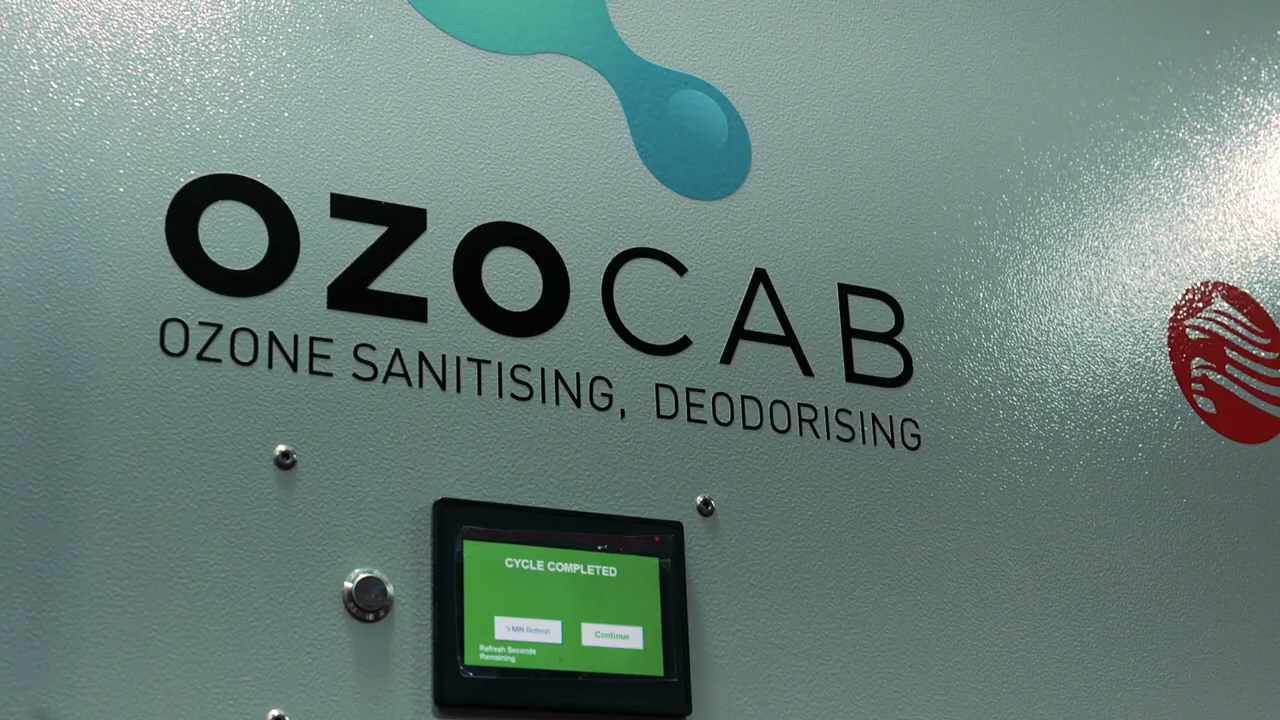 OZOCAB
OZONE SANITISING, DEODORISING
CYCLE COMPLETED
5 MIN Refresh
Continue
Refresh Seconds
Remaining